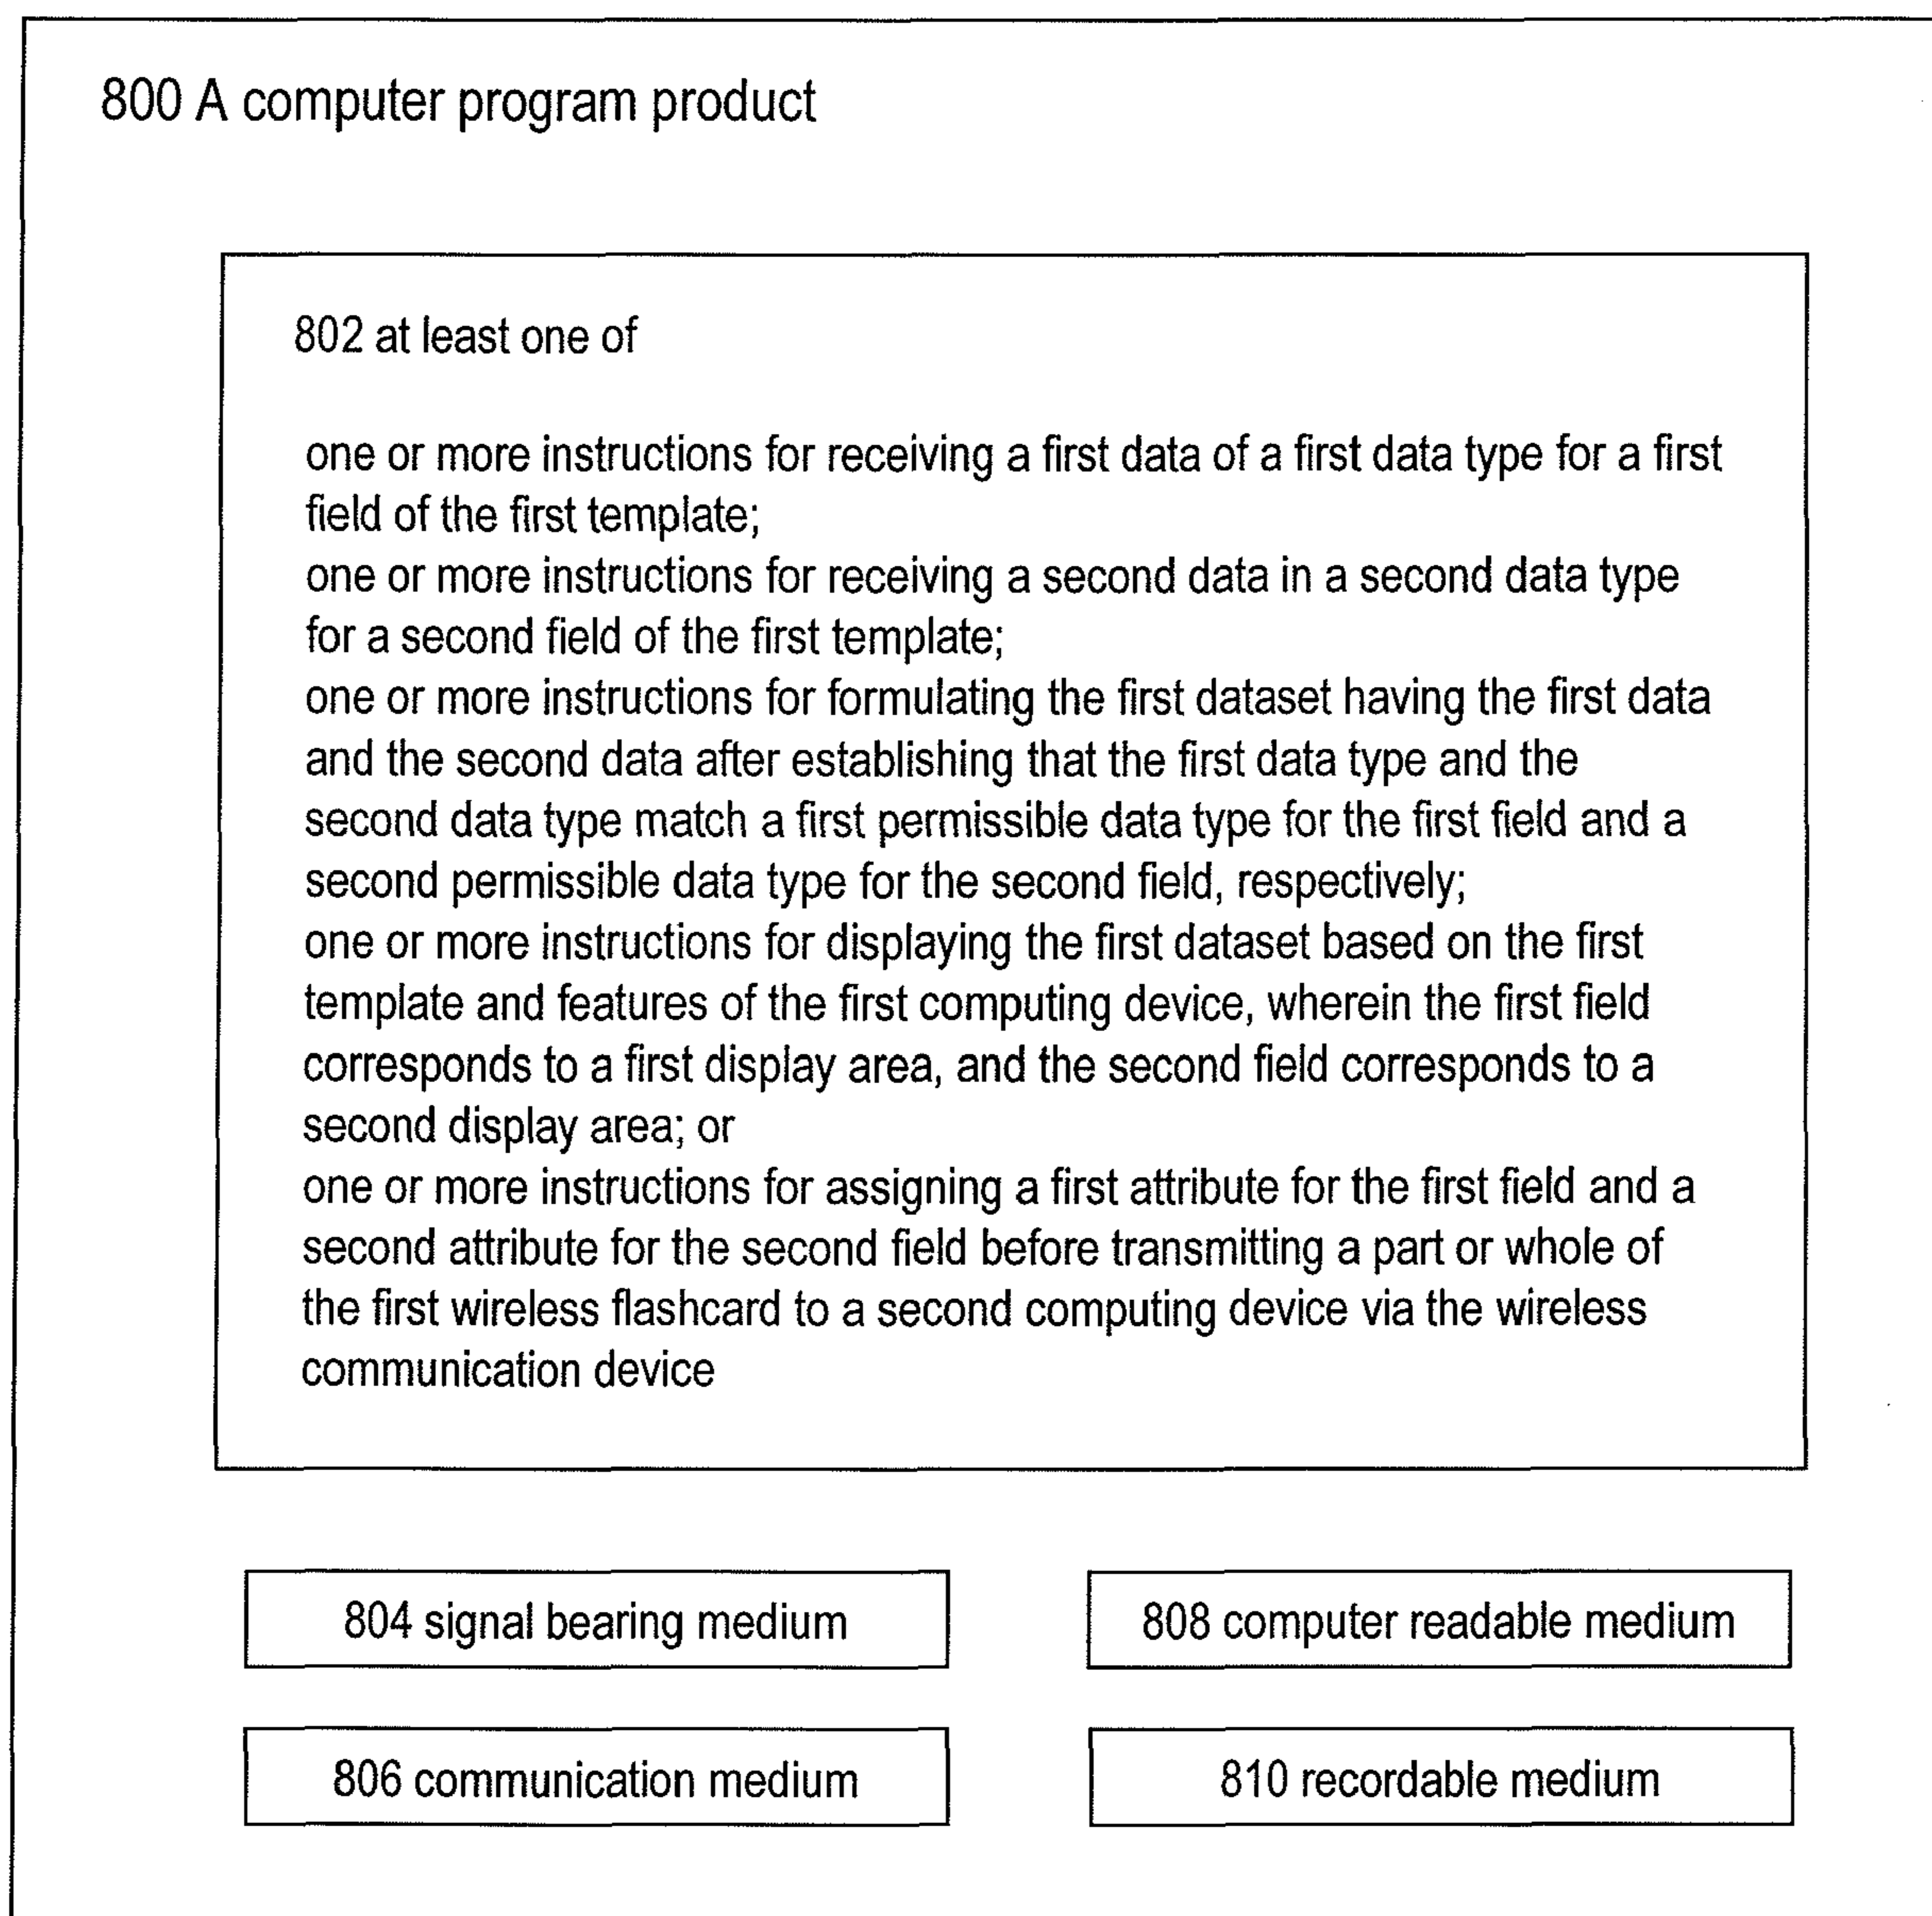 800 A computer program product
802 at least one of
one or more instructions for receiving a first data of a first data type for a first
field of the first template;
one or more instructions for receiving a second data in a second data type
for a second field of the first template;
one or more instructions for formulating the first dataset having the first data
and the second data after establishing that the first data type and the
second data type match a first permissible data type for the first field and a
second permissible data type for the second field, respectively;
one or more instructions for displaying the first dataset based on the first
template and features of the first computing device, wherein the first field
corresponds to a first display area, and the second field corresponds to a
second display area; or
one or more instructions for assigning a first attribute for the first field and a
second attribute for the second field before transmitting a part or whole of
the first wireless flashcard to a second computing device via the wireless
communication device
804 signal bearing medium
808 computer readable medium
806 communication medium
810 recordable medium